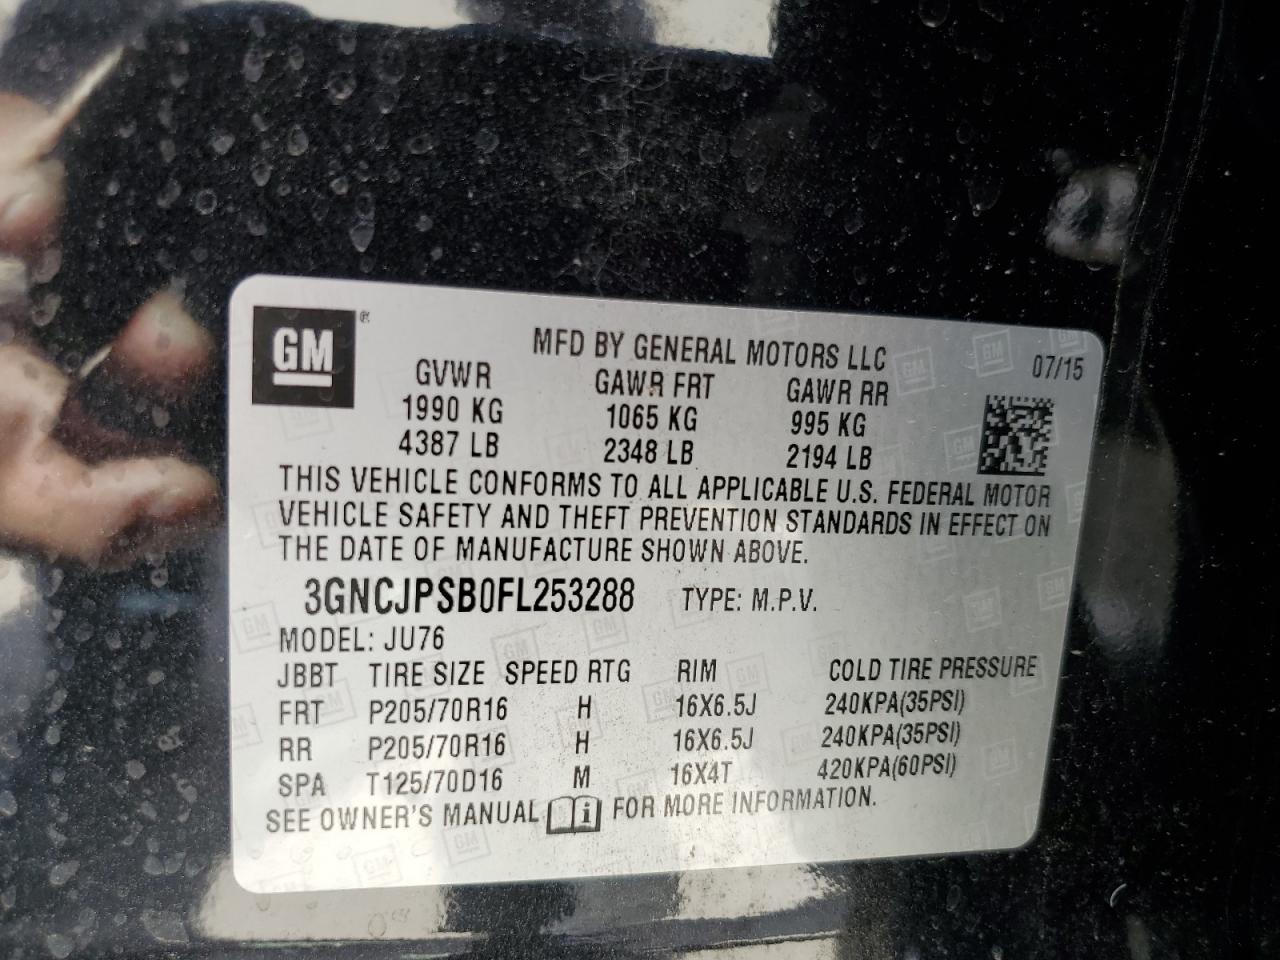 GM ®
MFD BY GENERAL MOTORS LLC 07/15
GVWR GAWR FRT GAWR RR
1990 KG 1065 KG 995 KG
4387 LB 2348 LB 2194 LB
THIS VEHICLE CONFORMS TO ALL APPLICABLE U.S. FEDERAL MOTOR
VEHICLE SAFETY AND THEFT PREVENTION STANDARDS IN EFFECT ON
THE DATE OF MANUFACTURE SHOWN ABOVE.
3GNCJPSB0FL253288 TYPE: M.P.V.
MODEL: JU76
JBBT TIRE SIZE SPEED RTG RIM COLD TIRE PRESSURE
FRT P205/70R16 H 16X6.5J 240KPA(35PSI)
RR P205/70R16 H 16X6.5J 240KPA(35PSI)
SPA T125/70D16 M 16X4T 420KPA(60PSI)
SEE OWNER'S MANUAL i FOR MORE INFORMATION.